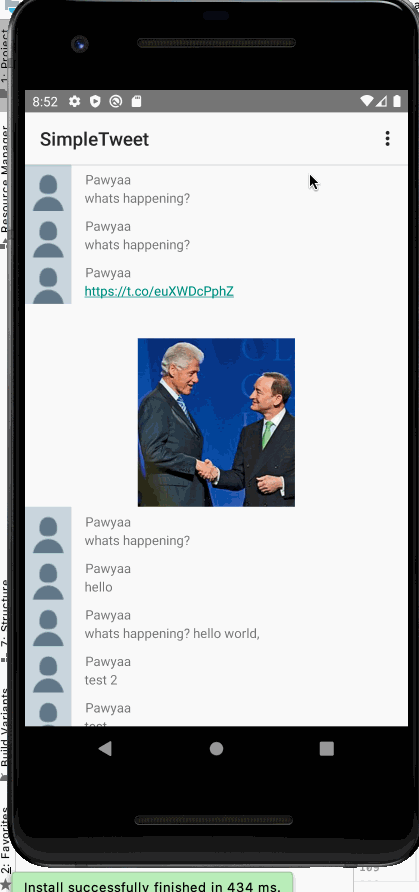 1: Project
Resource Manager
7: Structure
Build Variants
2: Favorites
8:52
SimpleTweet
Pawyaa
whats happening?
Pawyaa
whats happening?
Pawyaa
https://t.co/euXWDcPphZ
Pawyaa
whats happening?
Pawyaa
hello
Pawyaa
whats happening? hello world,
Pawyaa
test 2
Pawyaa
test
Install successfully finished in 434 ms.